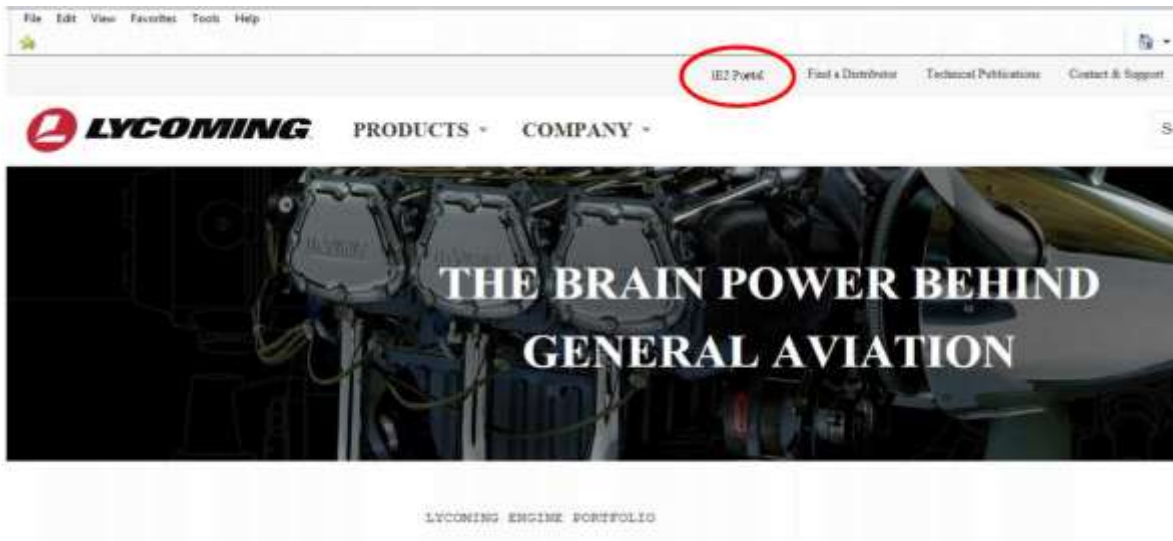 File Edit View Favorites Tools Help
IE2 Portal Find a Distributor Technical Publications Contact & Support
LYCOMING PRODUCTS COMPANY
THE BRAIN POWER BEHIND
GENERAL AVIATION
LYCOMING ENGINE PORTFOLIO